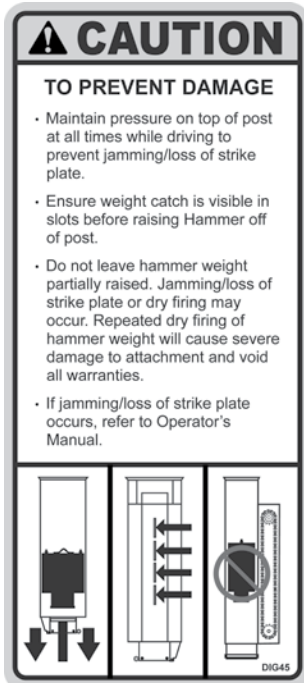 CAUTION
TO PREVENT DAMAGE
· Maintain pressure on top of post
at all times while driving to
prevent jamming/loss of strike
plate.
· Ensure weight catch is visible in
slots before raising Hammer off
of post.
· Do not leave hammer weight
partially raised. Jamming/loss of
strike plate or dry firing may
occur. Repeated dry firing of
hammer weight will cause severe
damage to attachment and void
all warranties.
· If jamming/loss of strike plate
occurs, refer to Operator's
Manual.
DIG45